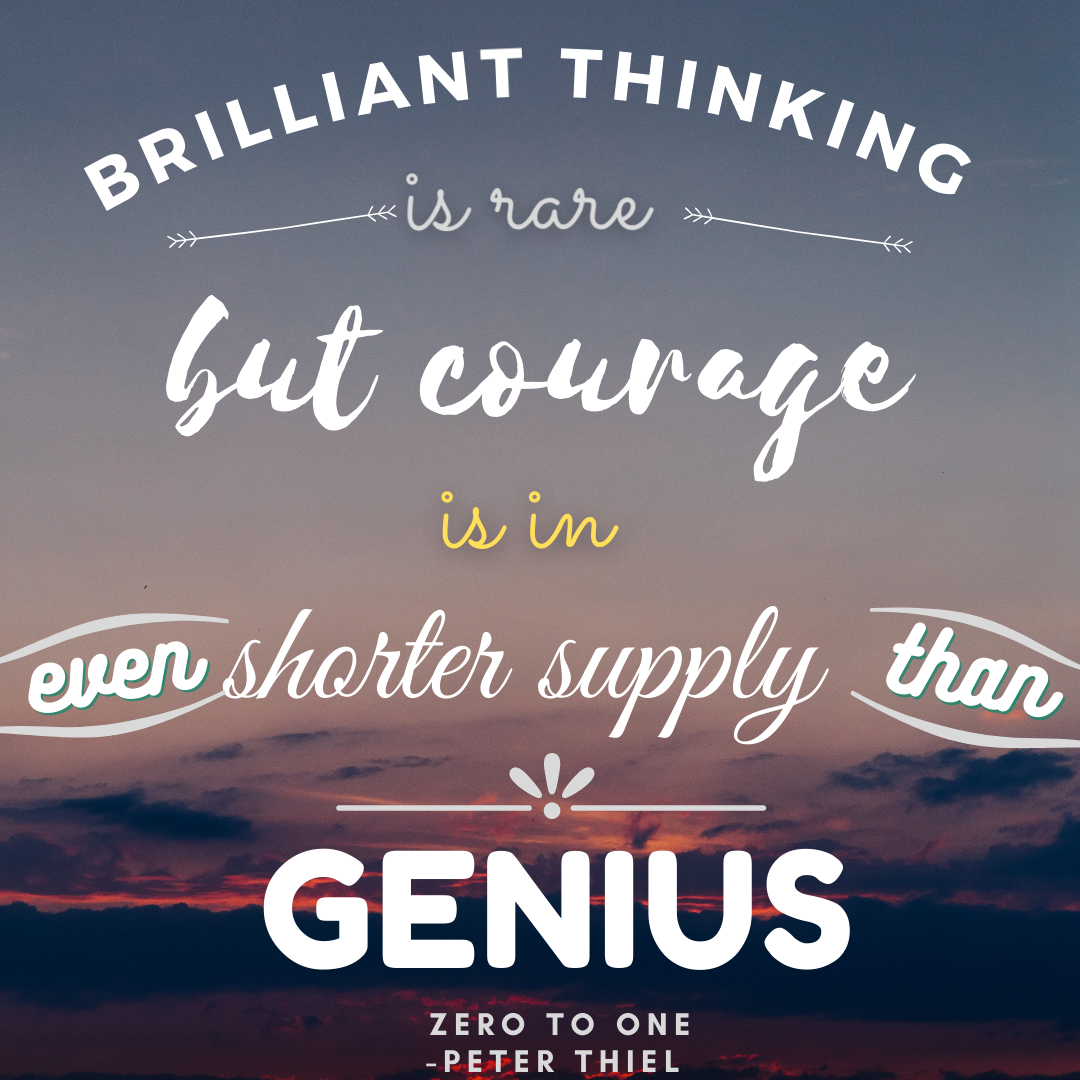 BRILLIANT THINKING
is rare
but courage
is in
even shorter supply than
GENIUS
ZERO TO ONE
-PETER THIEL